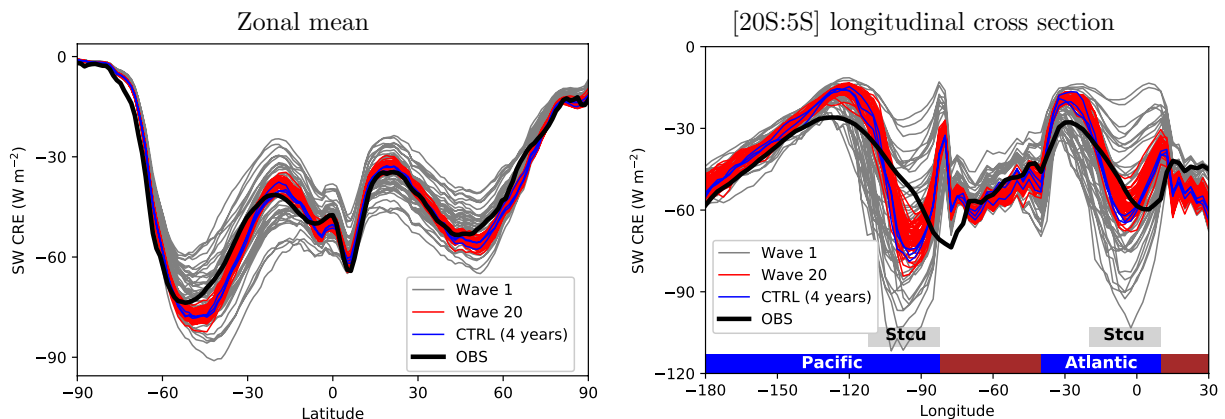 Zonal mean
0
−30
−60
−90
SW CRE (W m−2)
Wave 1
Wave 20
CTRL (4 years)
OBS
−90 −60 −30 0 30 60 90
Latitude
[20S:5S] longitudinal cross section
0
−30
−60
−90
−120
SW CRE (W m−2)
Wave 1
Wave 20
CTRL (4 years)
OBS
Stcu Stcu
Pacific Atlantic
−180 −150 −120 −90 −60 −30 0 30
Longitude